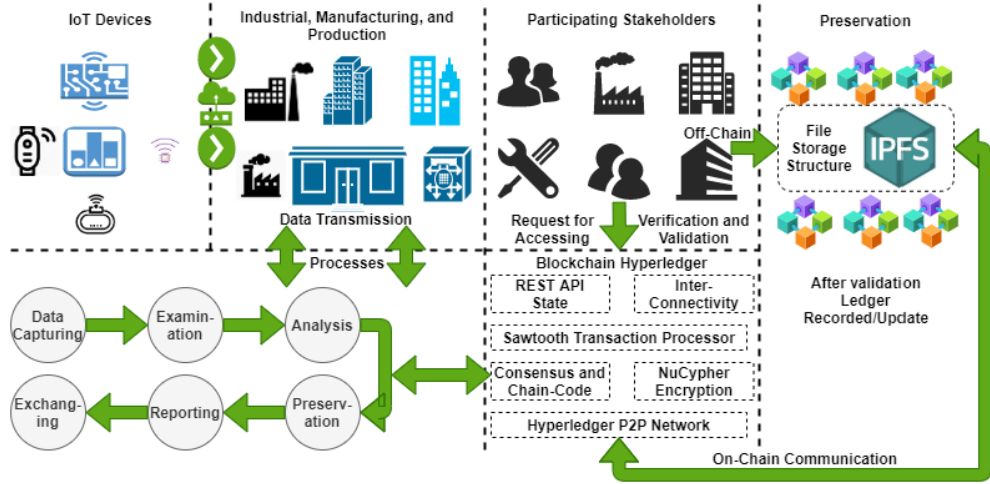 IoT Devices
Industrial, Manufacturing, and
Production
Participating Stakeholders
Preservation
Off-Chain
File
Storage
Structure
IPFS
Data Transmission
Request for
Accessing
Verification and
Validation
Processes
Blockchain Hyperledger
REST API
State
Inter-
Connectivity
After validation
Ledger
Recorded/Update
Data
Capturing
Examin-
ation
Analysis
Sawtooth Transaction Processor
Consensus and
Chain-Code
NuCypher
Encryption
Exchang-
ing
Reporting
Preserv-
ation
Hyperledger P2P Network
On-Chain Communication